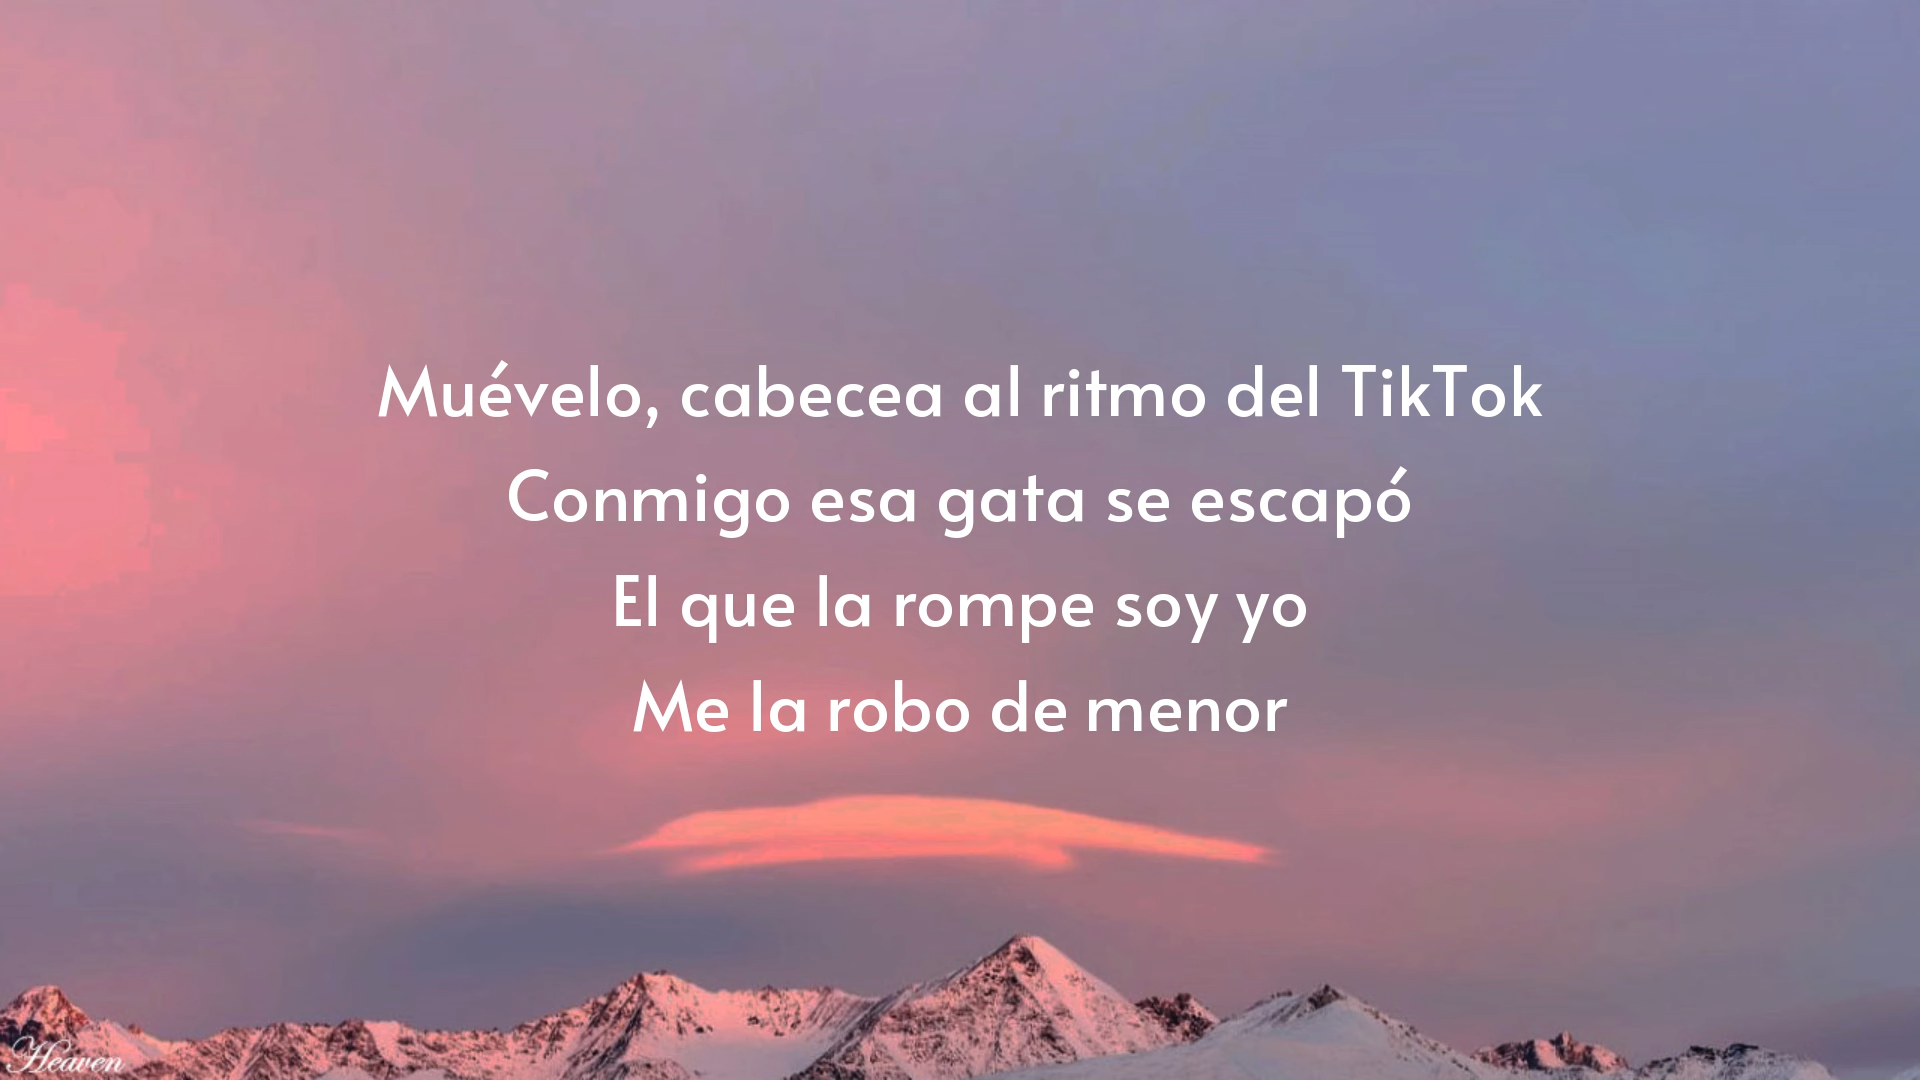 Muévelo, cabecea al ritmo del TikTok
Conmigo esa gata se escapó
El que la rompe soy yo
Me la robo de menor
Heaven